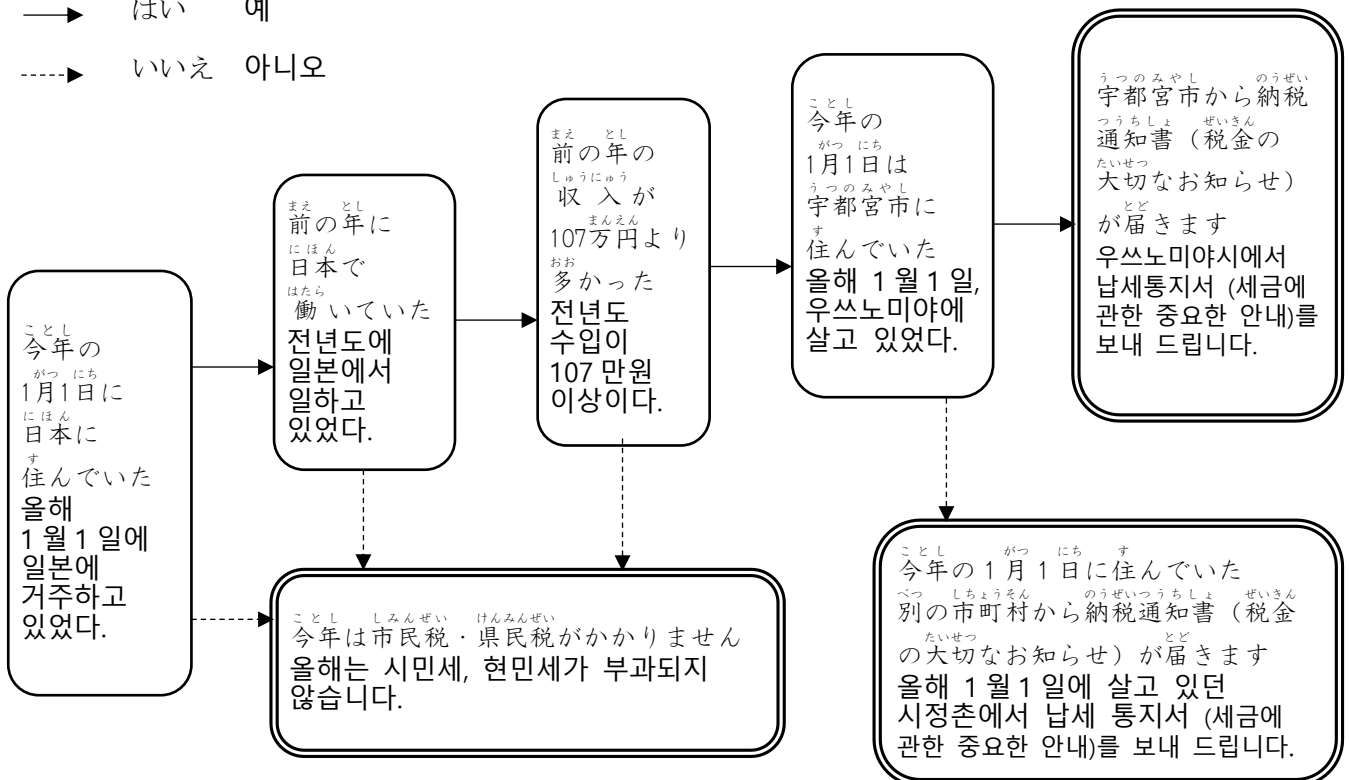 はい 예
いいえ 아니오
今年の
1月1日に
日本に
住んでいた
올해
1월1일에
일본에
거주하고
있었다.
前の年に
日本で
働いていた
전년도에
일본에서
일하고
있었다.
前の年の
収入が
107万円より
多かった
전년도
수입이
107만원
이상이다.
今年の
1月1日は
宇都宮市に
住んでいた
올해 1월1일,
우쓰노미야에
살고 있었다.
宇都宮市から納税
通知書（税金の
大切なお知らせ）
が届きます
우쓰노미야시에서
납세통지서 (세금에
관한 중요한 안내)를
보내 드립니다.
今年は市民税・県民税がかかりません
올해는 시민세, 현민세가 부과되지
않습니다.
今年の1月1日に住んでいた
別の市町村から納税通知書（税金
の大切なお知らせ）が届きます
올해 1월1일에 살고 있던
시정촌에서 납세 통지서 (세금에
관한 중요한 안내)를 보내 드립니다.